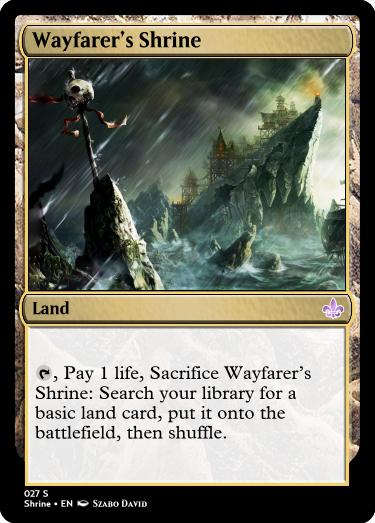 Wayfarer's Shrine
Land
, Pay 1 life, Sacrifice Wayfarer's
Shrine: Search your library for a
basic land card, put it onto the
battlefield, then shuffle.
027 S
Shrine • EN Szabo David